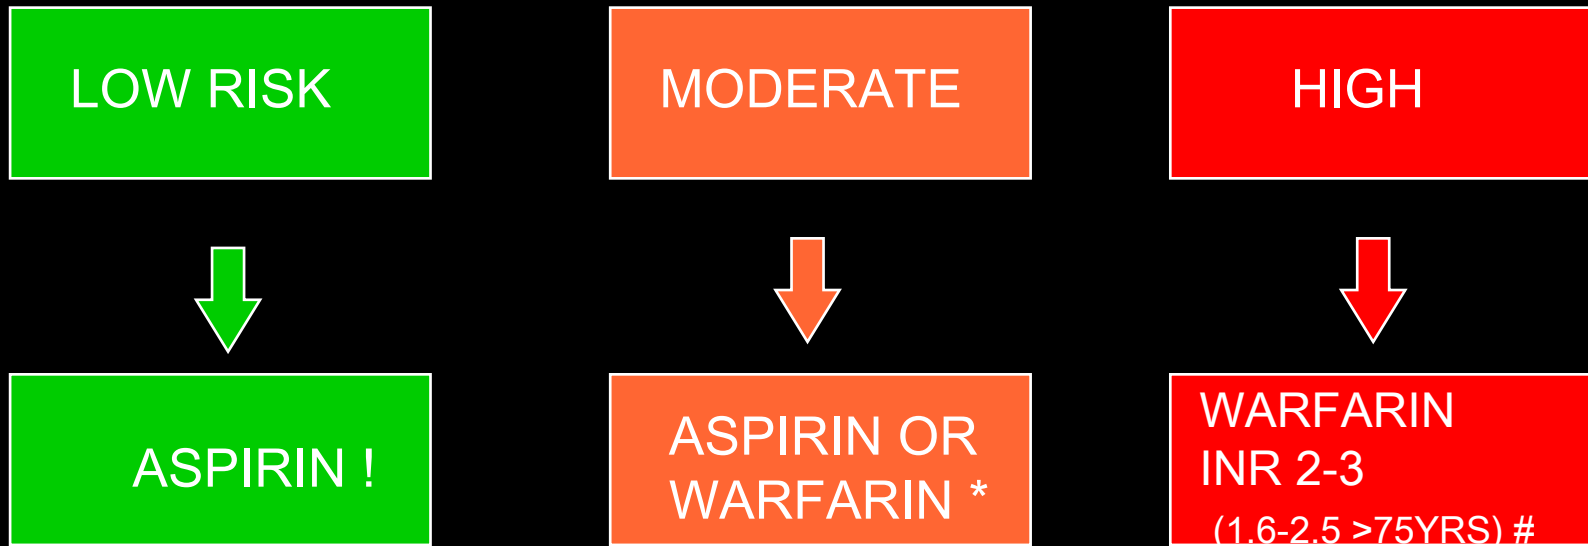 LOW RISK
MODERATE
HIGH
ASPIRIN !
ASPIRIN OR
WARFARIN *
WARFARIN
INR 2-3
(1.6-2.5 >75YRS) #